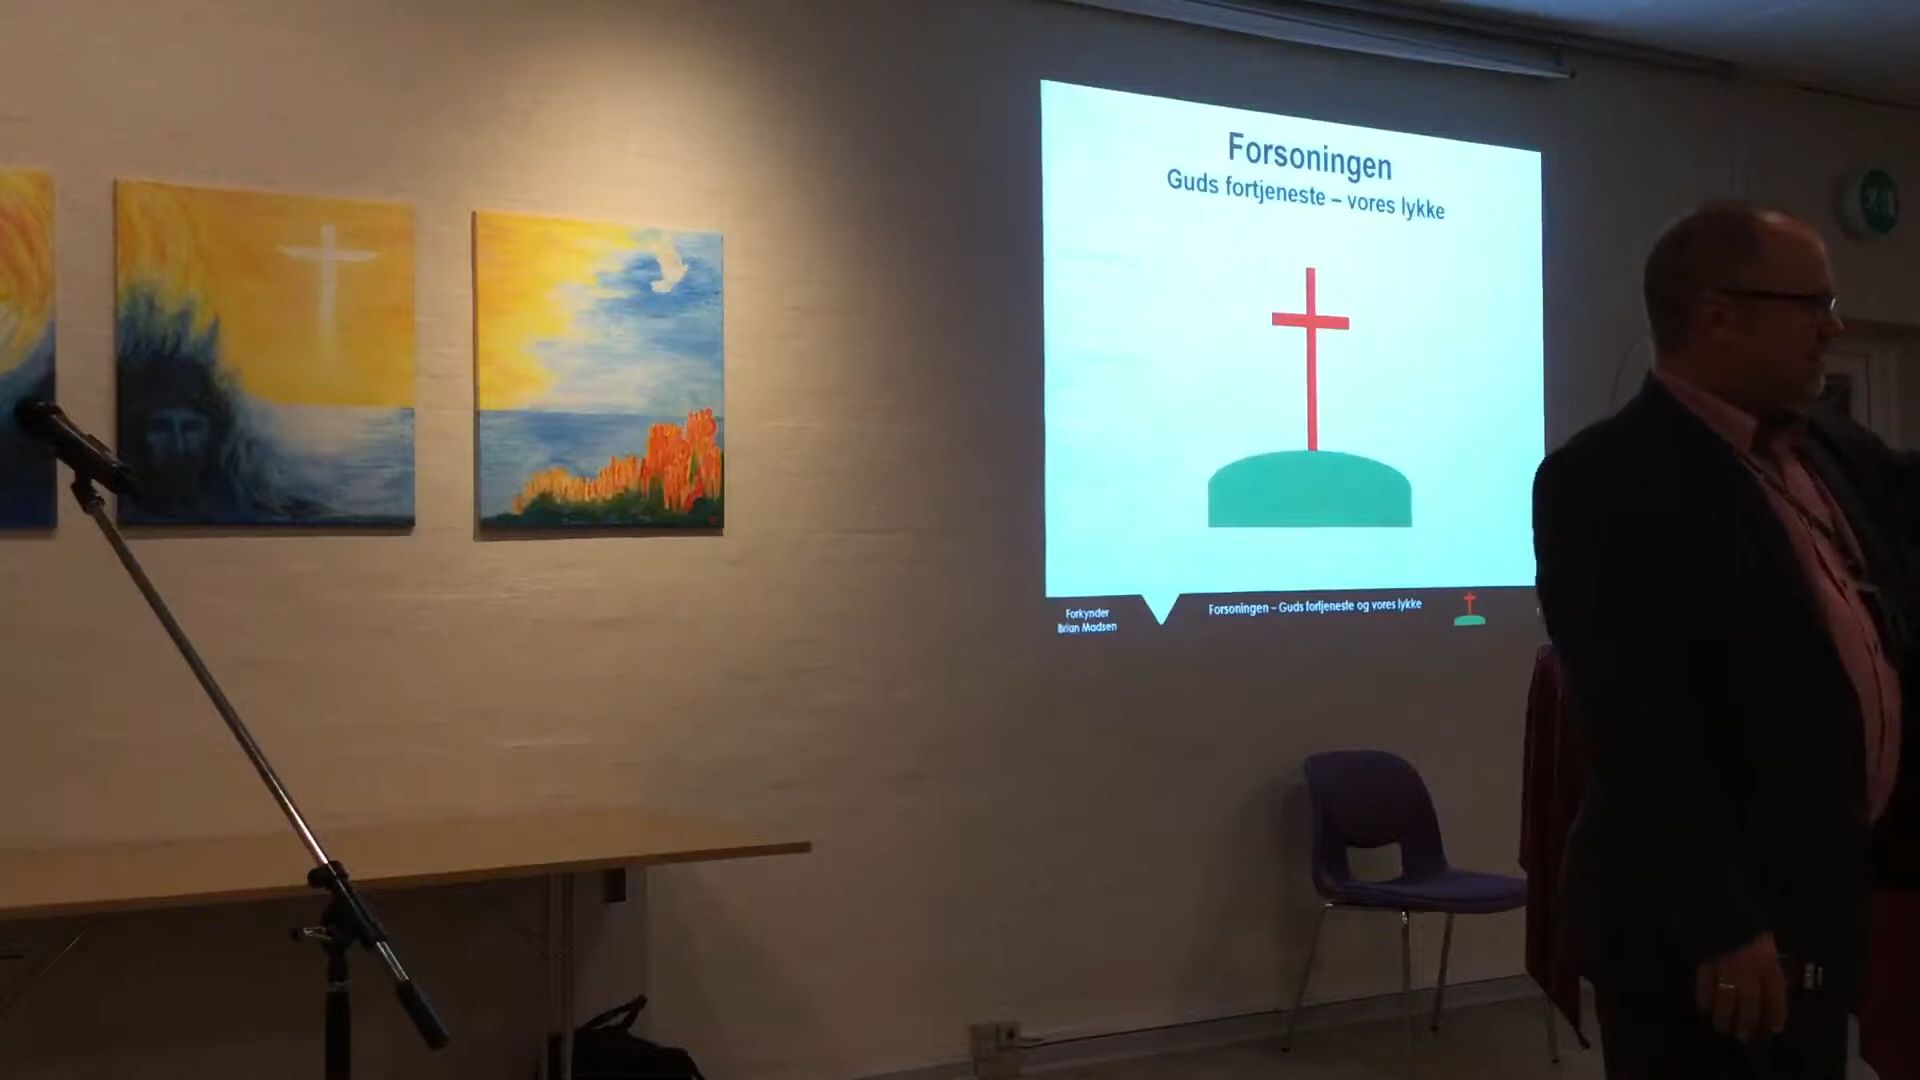 Forsoningen
Guds fortjeneste – vores lykke
Forkynder
Brian Madsen
Forsoningen – Guds fortjeneste og vores lykke